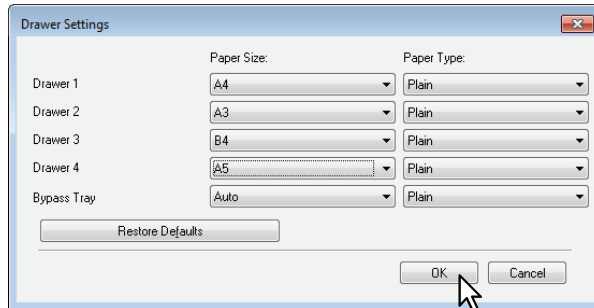 Drawer Settings
Paper Size: Paper Type:
Drawer 1 A4 Plain
Drawer 2 A3 Plain
Drawer 3 B4 Plain
Drawer 4 A5 Plain
Bypass Tray Auto Plain
Restore Defaults
OK Cancel